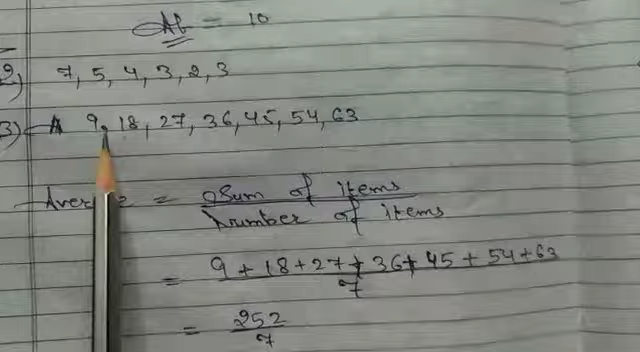 Av = 10
2) 7, 5, 4, 3, 2, 3
3) A 9, 18, 27, 36, 45, 54, 63
= Sum of items
Number of items
= 9 + 18 + 27 + 36 + 45 + 54 + 63
7
= 252
7